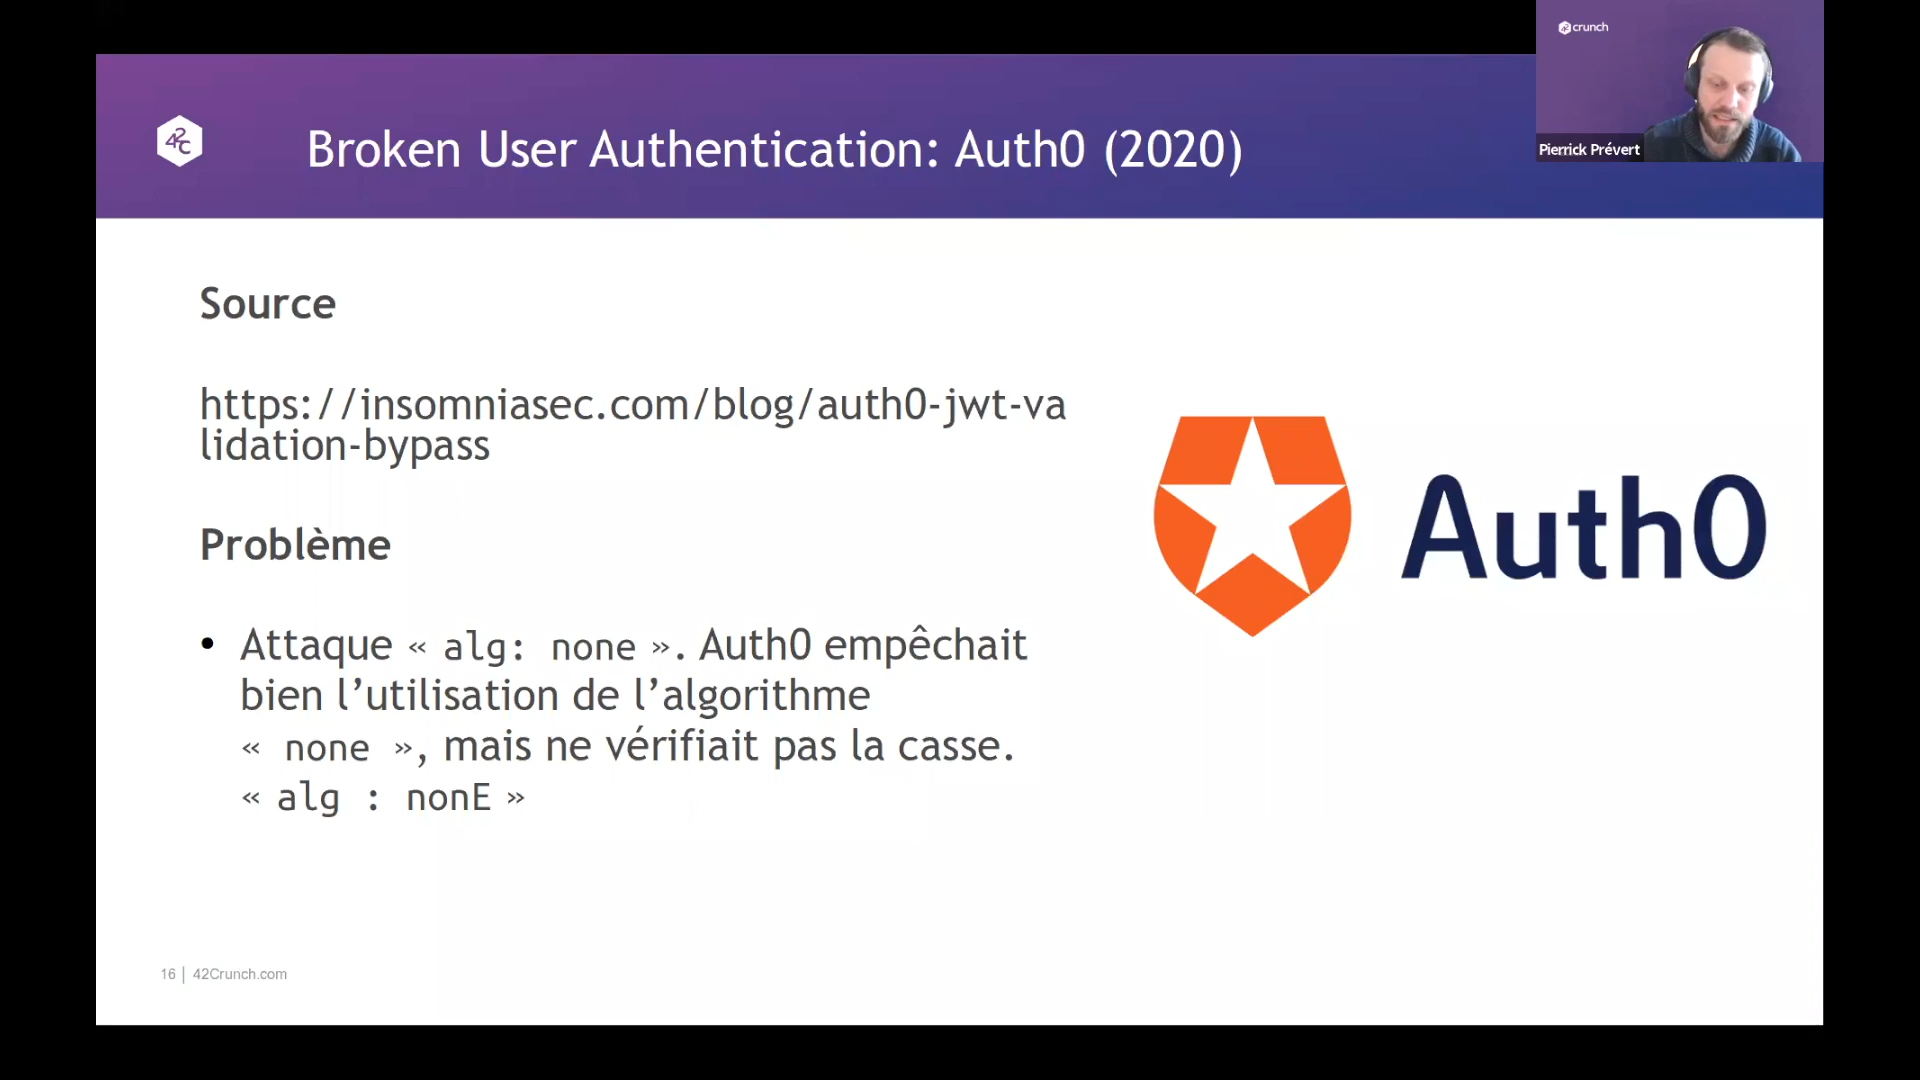 crunch
Pierrick Prévert
42c
Broken User Authentication: Auth0 (2020)
Source
https://insomniasec.com/blog/auth0-jwt-va
lidation-bypass
Problème
• Attaque « alg: none ». Auth0 empêchait
bien l’utilisation de l’algorithme
« none », mais ne vérifiait pas la casse.
« alg : nonE »
Auth0
16 | 42Crunch.com